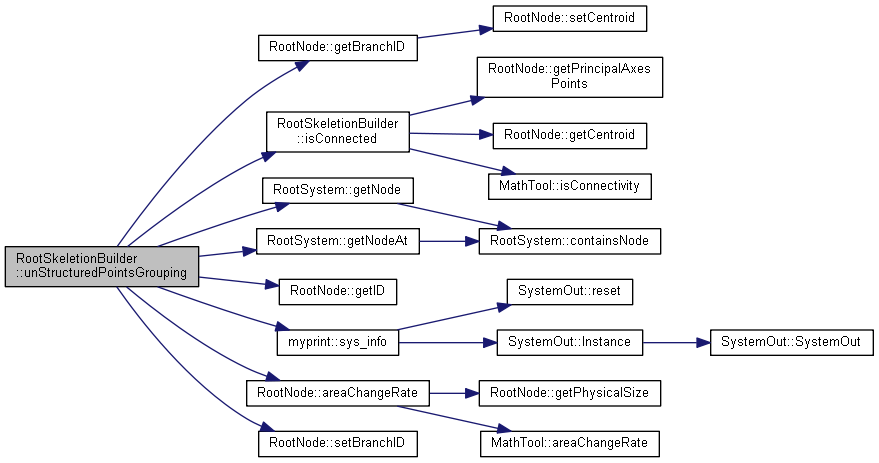 RootSkeletionBuilder
::unStructuredPointsGrouping
RootNode::getBranchID
RootNode::setCentroid
RootSkeletionBuilder
::isConnected
RootNode::getPrincipalAxes
Points
RootNode::getCentroid
MathTool::isConnectivity
RootSystem::getNode
RootSystem::getNodeAt
RootSystem::containsNode
RootNode::getID
myprint::sys_info
SystemOut::reset
SystemOut::Instance
SystemOut::SystemOut
RootNode::areaChangeRate
RootNode::getPhysicalSize
MathTool::areaChangeRate
RootNode::setBranchID